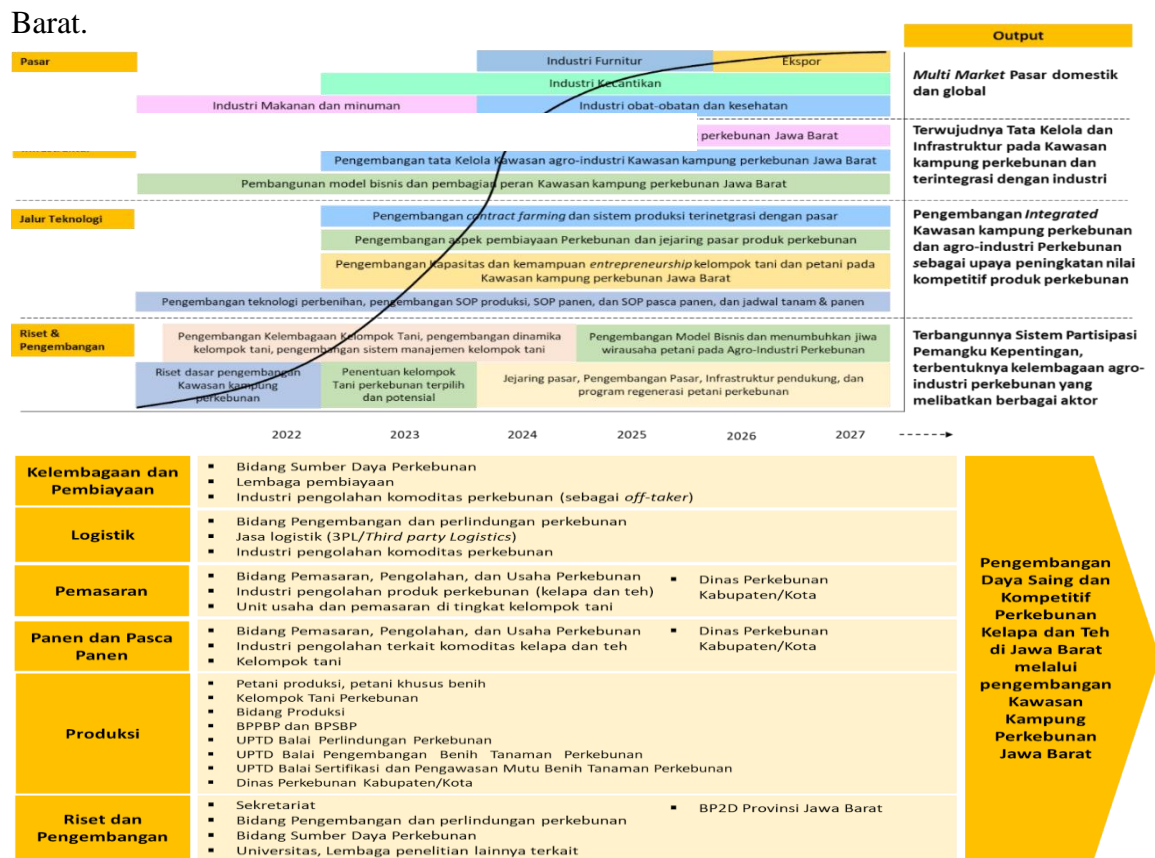 Barat.
Output
Pasar
Industri Furnitur
Ekspor
Industri Kecantikan
Industri Makanan dan minuman
Industri obat-obatan dan kesehatan
Multi Market Pasar domestik
dan global
perkebunan Jawa Barat
Pengembangan tata Kelola Kawasan agro-industri Kawasan kampung perkebunan Jawa Barat
Pembangunan model bisnis dan pembagian peran Kawasan kampung perkebunan Jawa Barat
Terwujudnya Tata Kelola dan
Infrastruktur pada Kawasan
kampung perkebunan dan
terintegrasi dengan industri
Jalur Teknologi
Pengembangan contract farming dan sistem produksi terinetgrasi dengan pasar
Pengembangan aspek pembiayaan Perkebunan dan jejaring pasar produk perkebunan
Pengembangan Kapasitas dan kemampuan entrepreneurship kelompok tani dan petani pada
Kawasan kampung perkebunan Jawa Barat
Pengembangan teknologi perbenihan, pengembangan SOP produksi, SOP panen, dan SOP pasca panen, dan jadwal tanam & panen
Pengembangan Integrated
Kawasan kampung perkebunan
dan agro-industri Perkebunan
sebagai upaya peningkatan nilai
kompetitif produk perkebunan
Riset &
Pengembangan
Pengembangan Kelembagaan Kelompok Tani, pengembangan dinamika
kelompok tani, pengembangan sistem manajemen kelompok tani
Pengembangan Model Bisnis dan menumbuhkan jiwa
wirausaha petani pada Agro-Industri Perkebunan
Riset dasar pengembangan
Kawasan kampung
perkebunan
Penentuan kelompok
Tani perkebunan terpilih
dan potensial
Jejaring pasar, Pengembangan Pasar, Infrastruktur pendukung, dan
program regenerasi petani perkebunan
Terbangunnya Sistem Partisipasi
Pemangku Kepentingan,
terbentuknya kelembagaan agro-
industri perkebunan yang
melibatkan berbagai aktor
2022 2023 2024 2025 2026 2027
Kelembagaan dan
Pembiayaan
▪ Bidang Sumber Daya Perkebunan
▪ Lembaga pembiayaan
▪ Industri pengolahan komoditas perkebunan (sebagai off-taker)
Logistik
▪ Bidang Pengembangan dan perlindungan perkebunan
▪ Jasa logistik (3PL/Third party Logistics)
▪ Industri pengolahan komoditas perkebunan
Pemasaran
▪ Bidang Pemasaran, Pengolahan, dan Usaha Perkebunan
▪ Industri pengolahan produk perkebunan (kelapa dan teh)
▪ Unit usaha dan pemasaran di tingkat kelompok tani
▪ Dinas Perkebunan
Kabupaten/Kota
Panen dan Pasca
Panen
▪ Bidang Pemasaran, Pengolahan, dan Usaha Perkebunan
▪ Industri pengolahan terkait komoditas kelapa dan teh
▪ Kelompok tani
▪ Dinas Perkebunan
Kabupaten/Kota
Produksi
▪ Petani produksi, petani khusus benih
▪ Kelompok Tani Perkebunan
▪ Bidang Produksi
▪ BPPBP dan BPSBP
▪ UPTD Balai Perlindungan Perkebunan
▪ UPTD Balai Pengembangan Benih Tanaman Perkebunan
▪ UPTD Balai Sertifikasi dan Pengawasan Mutu Benih Tanaman Perkebunan
▪ Dinas Perkebunan Kabupaten/Kota
Riset dan
Pengembangan
▪ Sekretariat
▪ Bidang Pengembangan dan perlindungan perkebunan
▪ Bidang Sumber Daya Perkebunan
▪ Universitas, Lembaga penelitian lainnya terkait
▪ BP2D Provinsi Jawa Barat
Pengembangan
Daya Saing dan
Kompetitif
Perkebunan
Kelapa dan Teh
di Jawa Barat
melalui
pengembangan
Kawasan
Kampung
Perkebunan
Jawa Barat